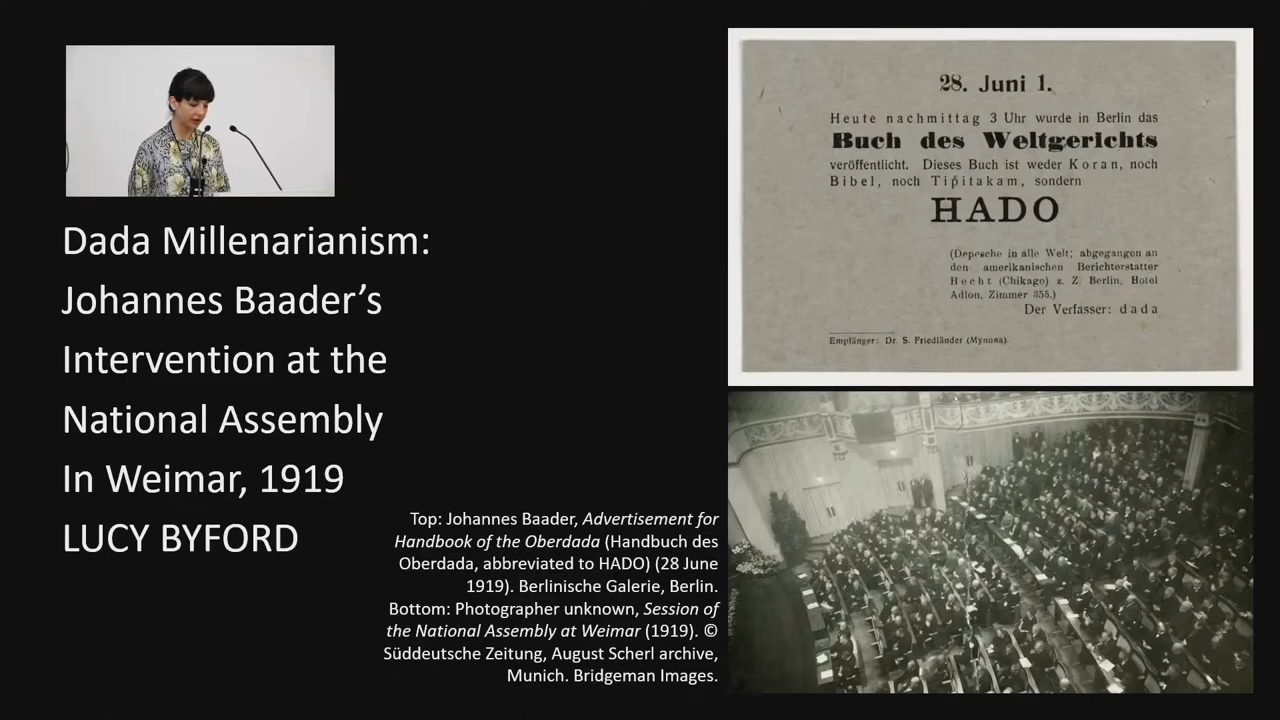 Dada Millenarianism:
Johannes Baader’s
Intervention at the
National Assembly
In Weimar, 1919
LUCY BYFORD
Top: Johannes Baader, Advertisement for
Handbook of the Oberdada (Handbuch des
Oberdada, abbreviated to HADO) (28 June
1919). Berlinische Galerie, Berlin.
Bottom: Photographer unknown, Session of
the National Assembly at Weimar (1919). ©
Süddeutsche Zeitung, August Scherl archive,
Munich. Bridgeman Images.
28. Juni 1.
Heute nachmittag 3 Uhr wurde in Berlin das
Buch des Weltgerichts
veröffentlicht. Dieses Buch ist weder Koran, noch
Bibel, noch Tipitakam, sondern
HADO
(Depesche in alle Welt; abgegangen an
den amerikanischen Berichterstatter
Hecht (Chikago) z. Z. Berlin, Hotel
Adlon, Zimmer 355.)
Der Verfasser: dada
Empfänger: Dr. S. Friedländer (Mynona).